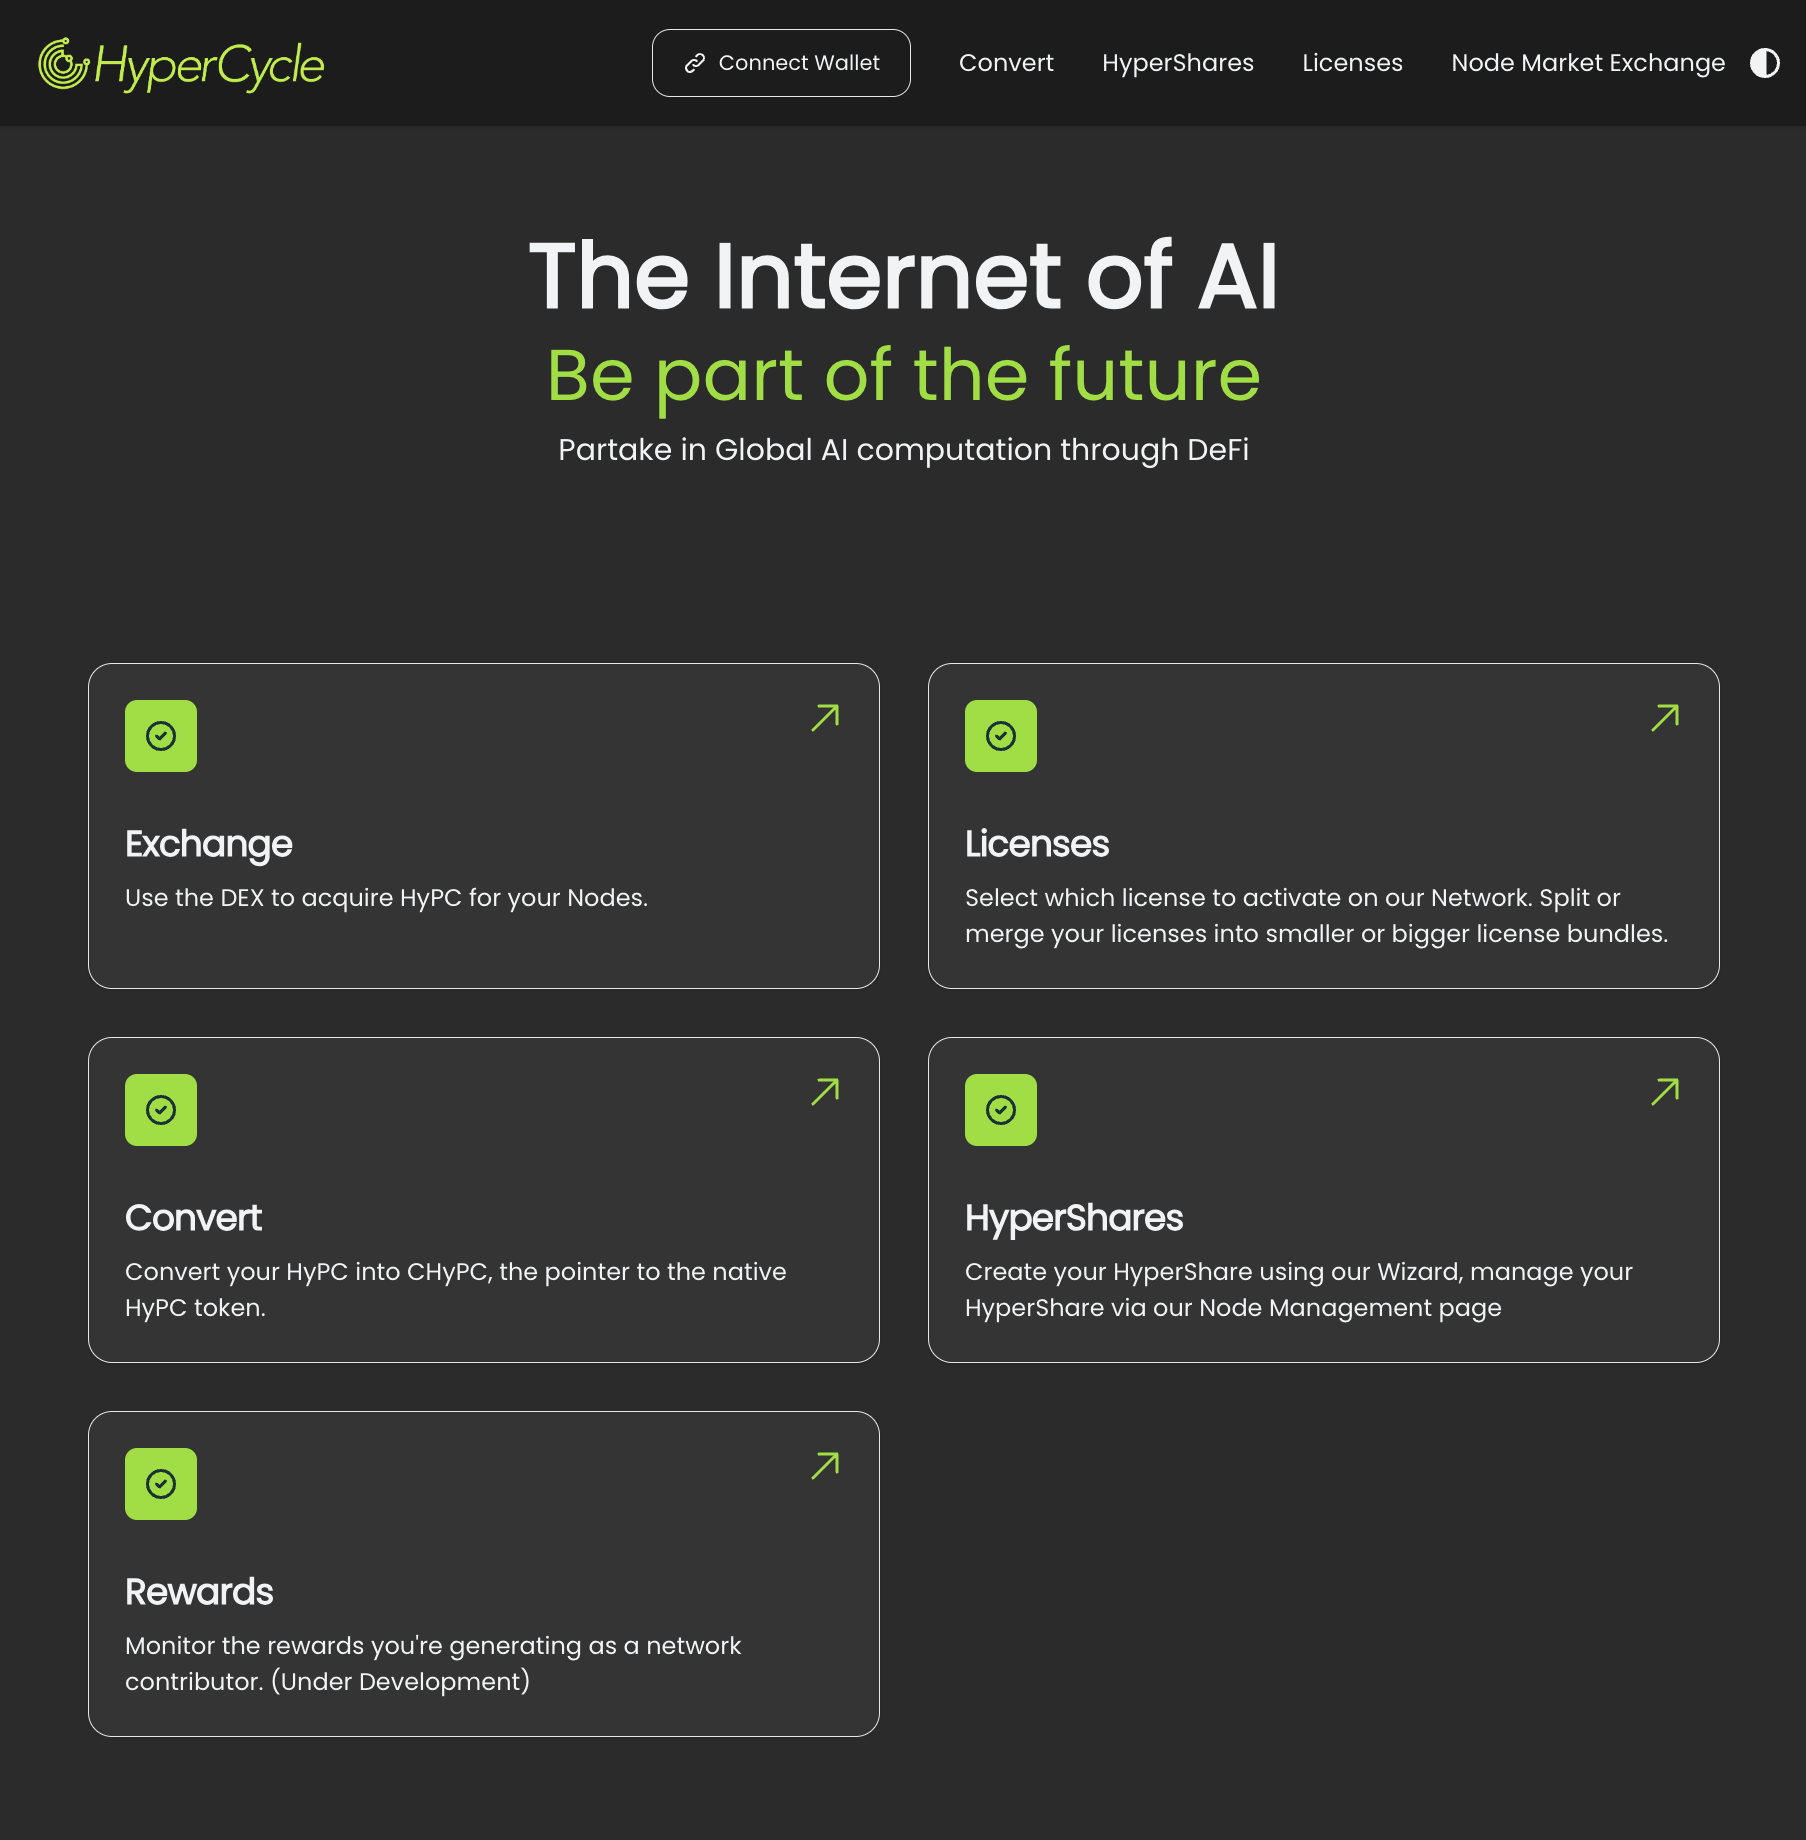 HyperCycle
Connect Wallet
Convert
HyperShares
Licenses
Node Market Exchange
The Internet of AI
Be part of the future
Partake in Global AI computation through DeFi
Exchange
Use the DEX to acquire HyPC for your Nodes.
Licenses
Select which license to activate on our Network. Split or
merge your licenses into smaller or bigger license bundles.
Convert
Convert your HyPC into CHyPC, the pointer to the native
HyPC token.
HyperShares
Create your HyperShare using our Wizard, manage your
HyperShare via our Node Management page
Rewards
Monitor the rewards you're generating as a network
contributor. (Under Development)